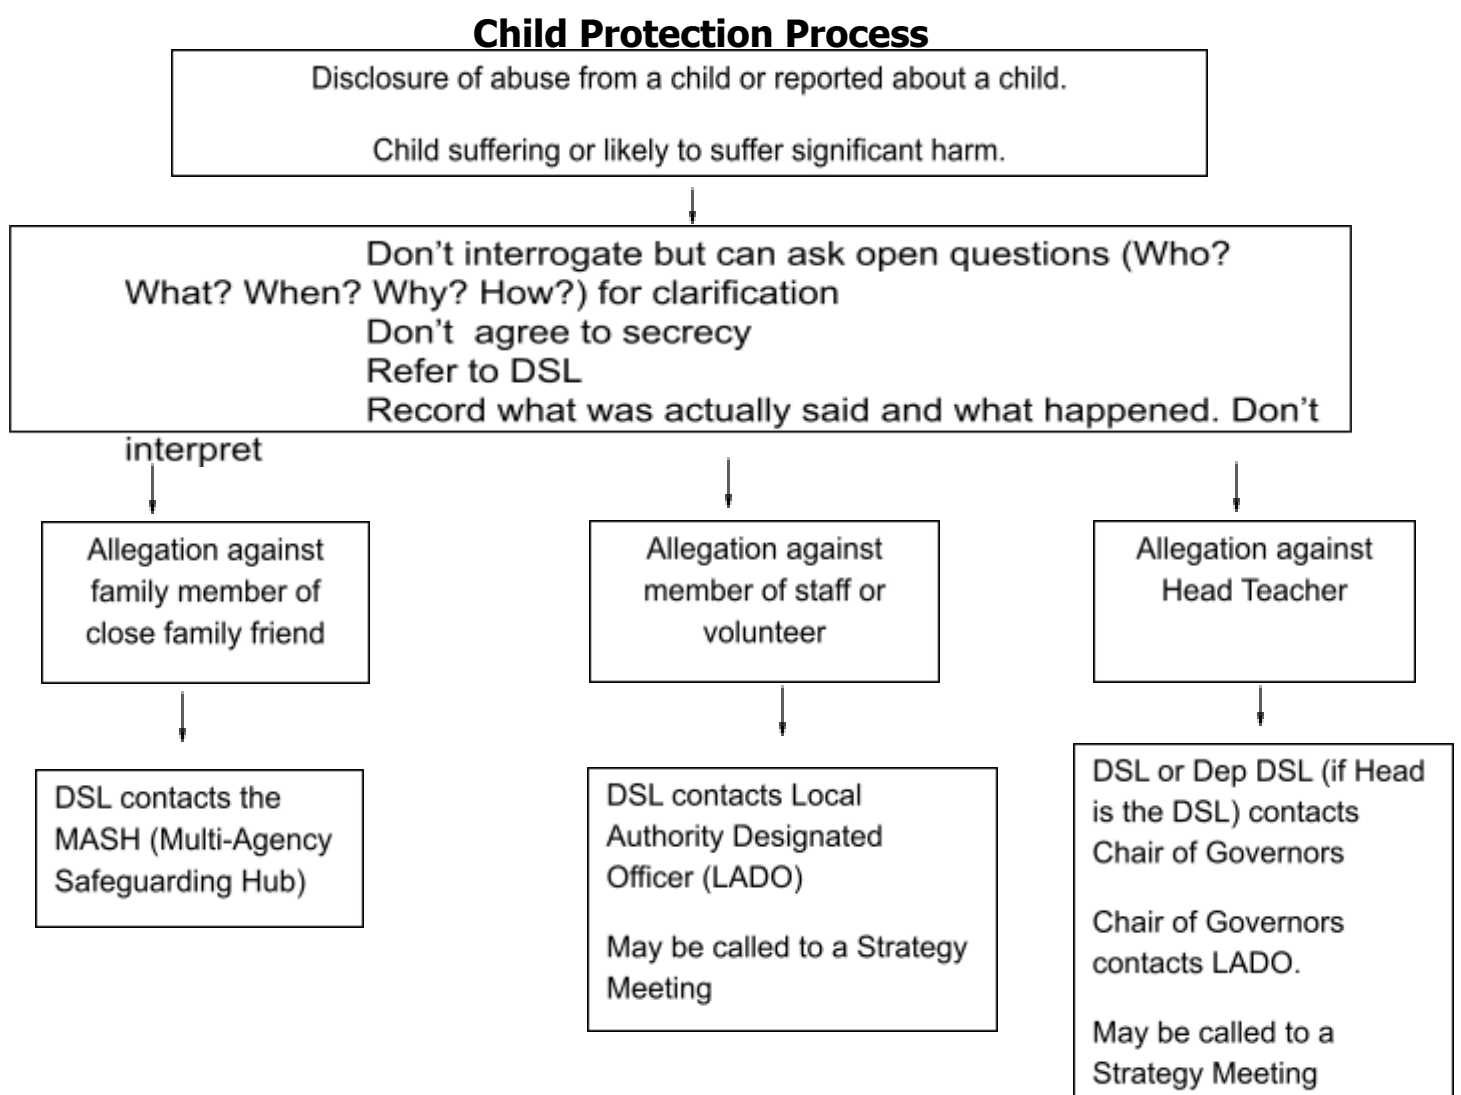 Child Protection Process
Disclosure of abuse from a child or reported about a child.
Child suffering or likely to suffer significant harm.
Don't interrogate but can ask open questions (Who?
What? When? Why? How?) for clarification
Don't agree to secrecy
Refer to DSL
Record what was actually said and what happened. Don't
interpret
Allegation against
family member of
close family friend
Allegation against
member of staff or
volunteer
Allegation against
Head Teacher
DSL contacts the
MASH (Multi-Agency
Safeguarding Hub)
DSL contacts Local
Authority Designated
Officer (LADO)
May be called to a Strategy
Meeting
DSL or Dep DSL (if Head
is the DSL) contacts
Chair of Governors
Chair of Governors
contacts LADO.
May be called to a
Strategy Meeting